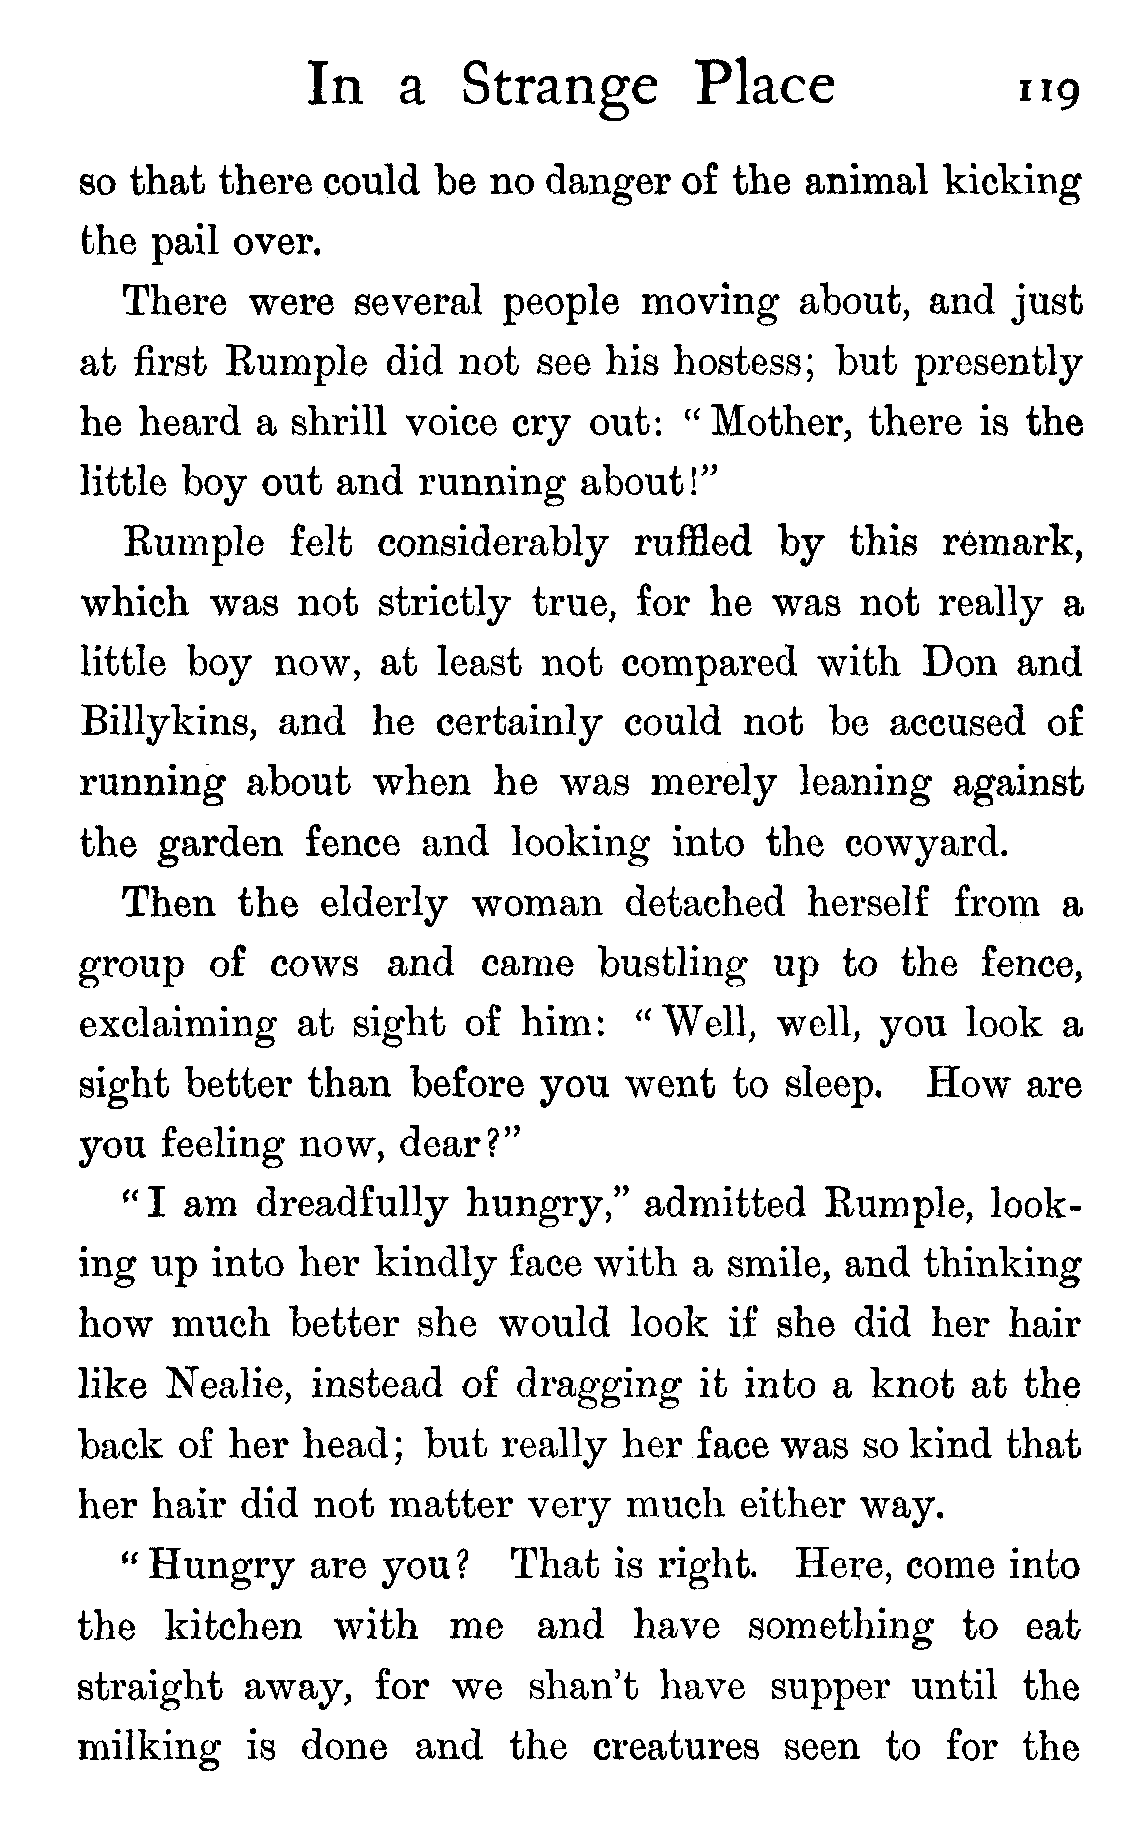 In a Strange Place 119
so that there could be no danger of the animal kicking
the pail over.
There were several people moving about, and just
at first Rumple did not see his hostess; but presently
he heard a shrill voice cry out: “Mother, there is the
little boy out and running about!”
Rumple felt considerably ruffled by this remark,
which was not strictly true, for he was not really a
little boy now, at least not compared with Don and
Billykins, and he certainly could not be accused of
running about when he was merely leaning against
the garden fence and looking into the cowyard.
Then the elderly woman detached herself from a
group of cows and came bustling up to the fence,
exclaiming at sight of him: “Well, well, you look a
sight better than before you went to sleep. How are
you feeling now, dear?”
“I am dreadfully hungry,” admitted Rumple, look-
ing up into her kindly face with a smile, and thinking
how much better she would look if she did her hair
like Nealie, instead of dragging it into a knot at the
back of her head; but really her face was so kind that
her hair did not matter very much either way.
“Hungry are you? That is right. Here, come into
the kitchen with me and have something to eat
straight away, for we shan’t have supper until the
milking is done and the creatures seen to for the